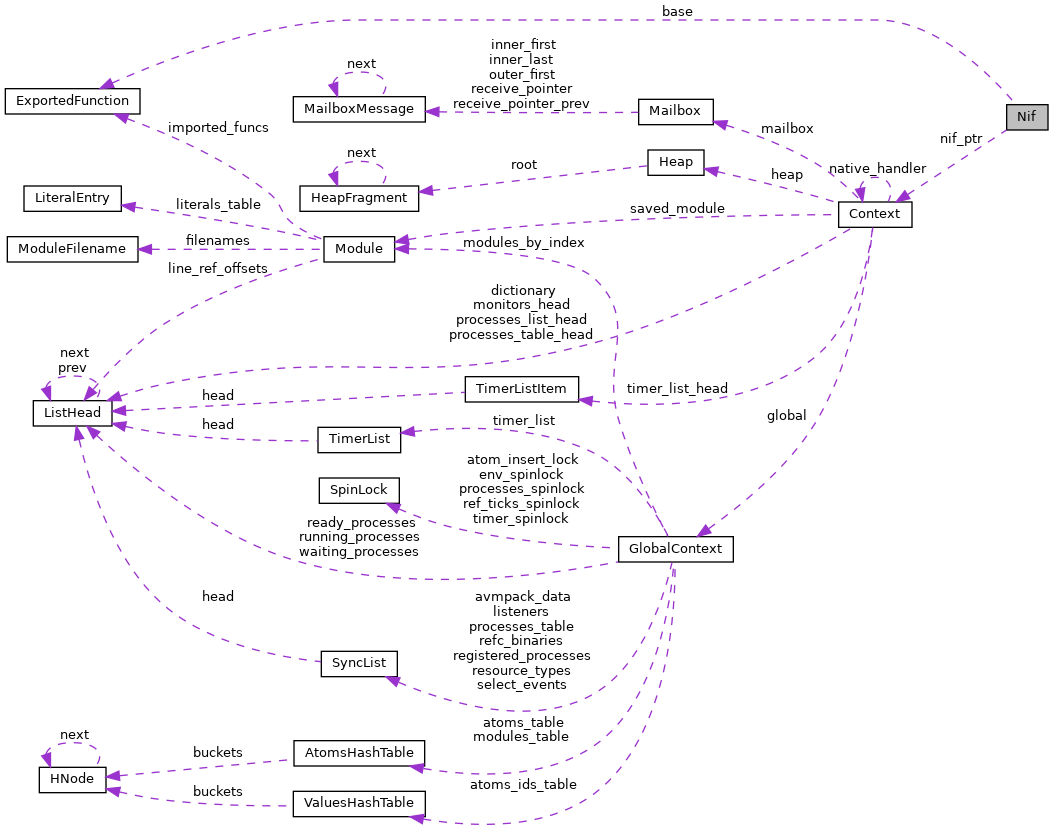 base
inner_first
inner_last
outer_first
receive_pointer
receive_pointer_prev
next
ExportedFunction
MailboxMessage
Mailbox
Nif
imported_funcs
mailbox
nif_ptr
next
root
Heap
native_handler
heap
LiteralEntry
HeapFragment
literals_table
saved_module
Context
ModuleFilename
filenames
Module
modules_by_index
line_ref_offsets
dictionary
monitors_head
processes_list_head
processes_table_head
next
prev
TimerListItem
timer_list_head
head
ListHead
global
head
TimerList
timer_list
atom_insert_lock
env_spinlock
processes_spinlock
ref_ticks_spinlock
timer_spinlock
SpinLock
ready_processes
running_processes
waiting_processes
GlobalContext
head
avmpack_data
listeners
processes_table
refc_binaries
registered_processes
resource_types
select_events
SyncList
atoms_table
modules_table
next
buckets
AtomsHashTable
HNode
atoms_ids_table
buckets
ValuesHashTable